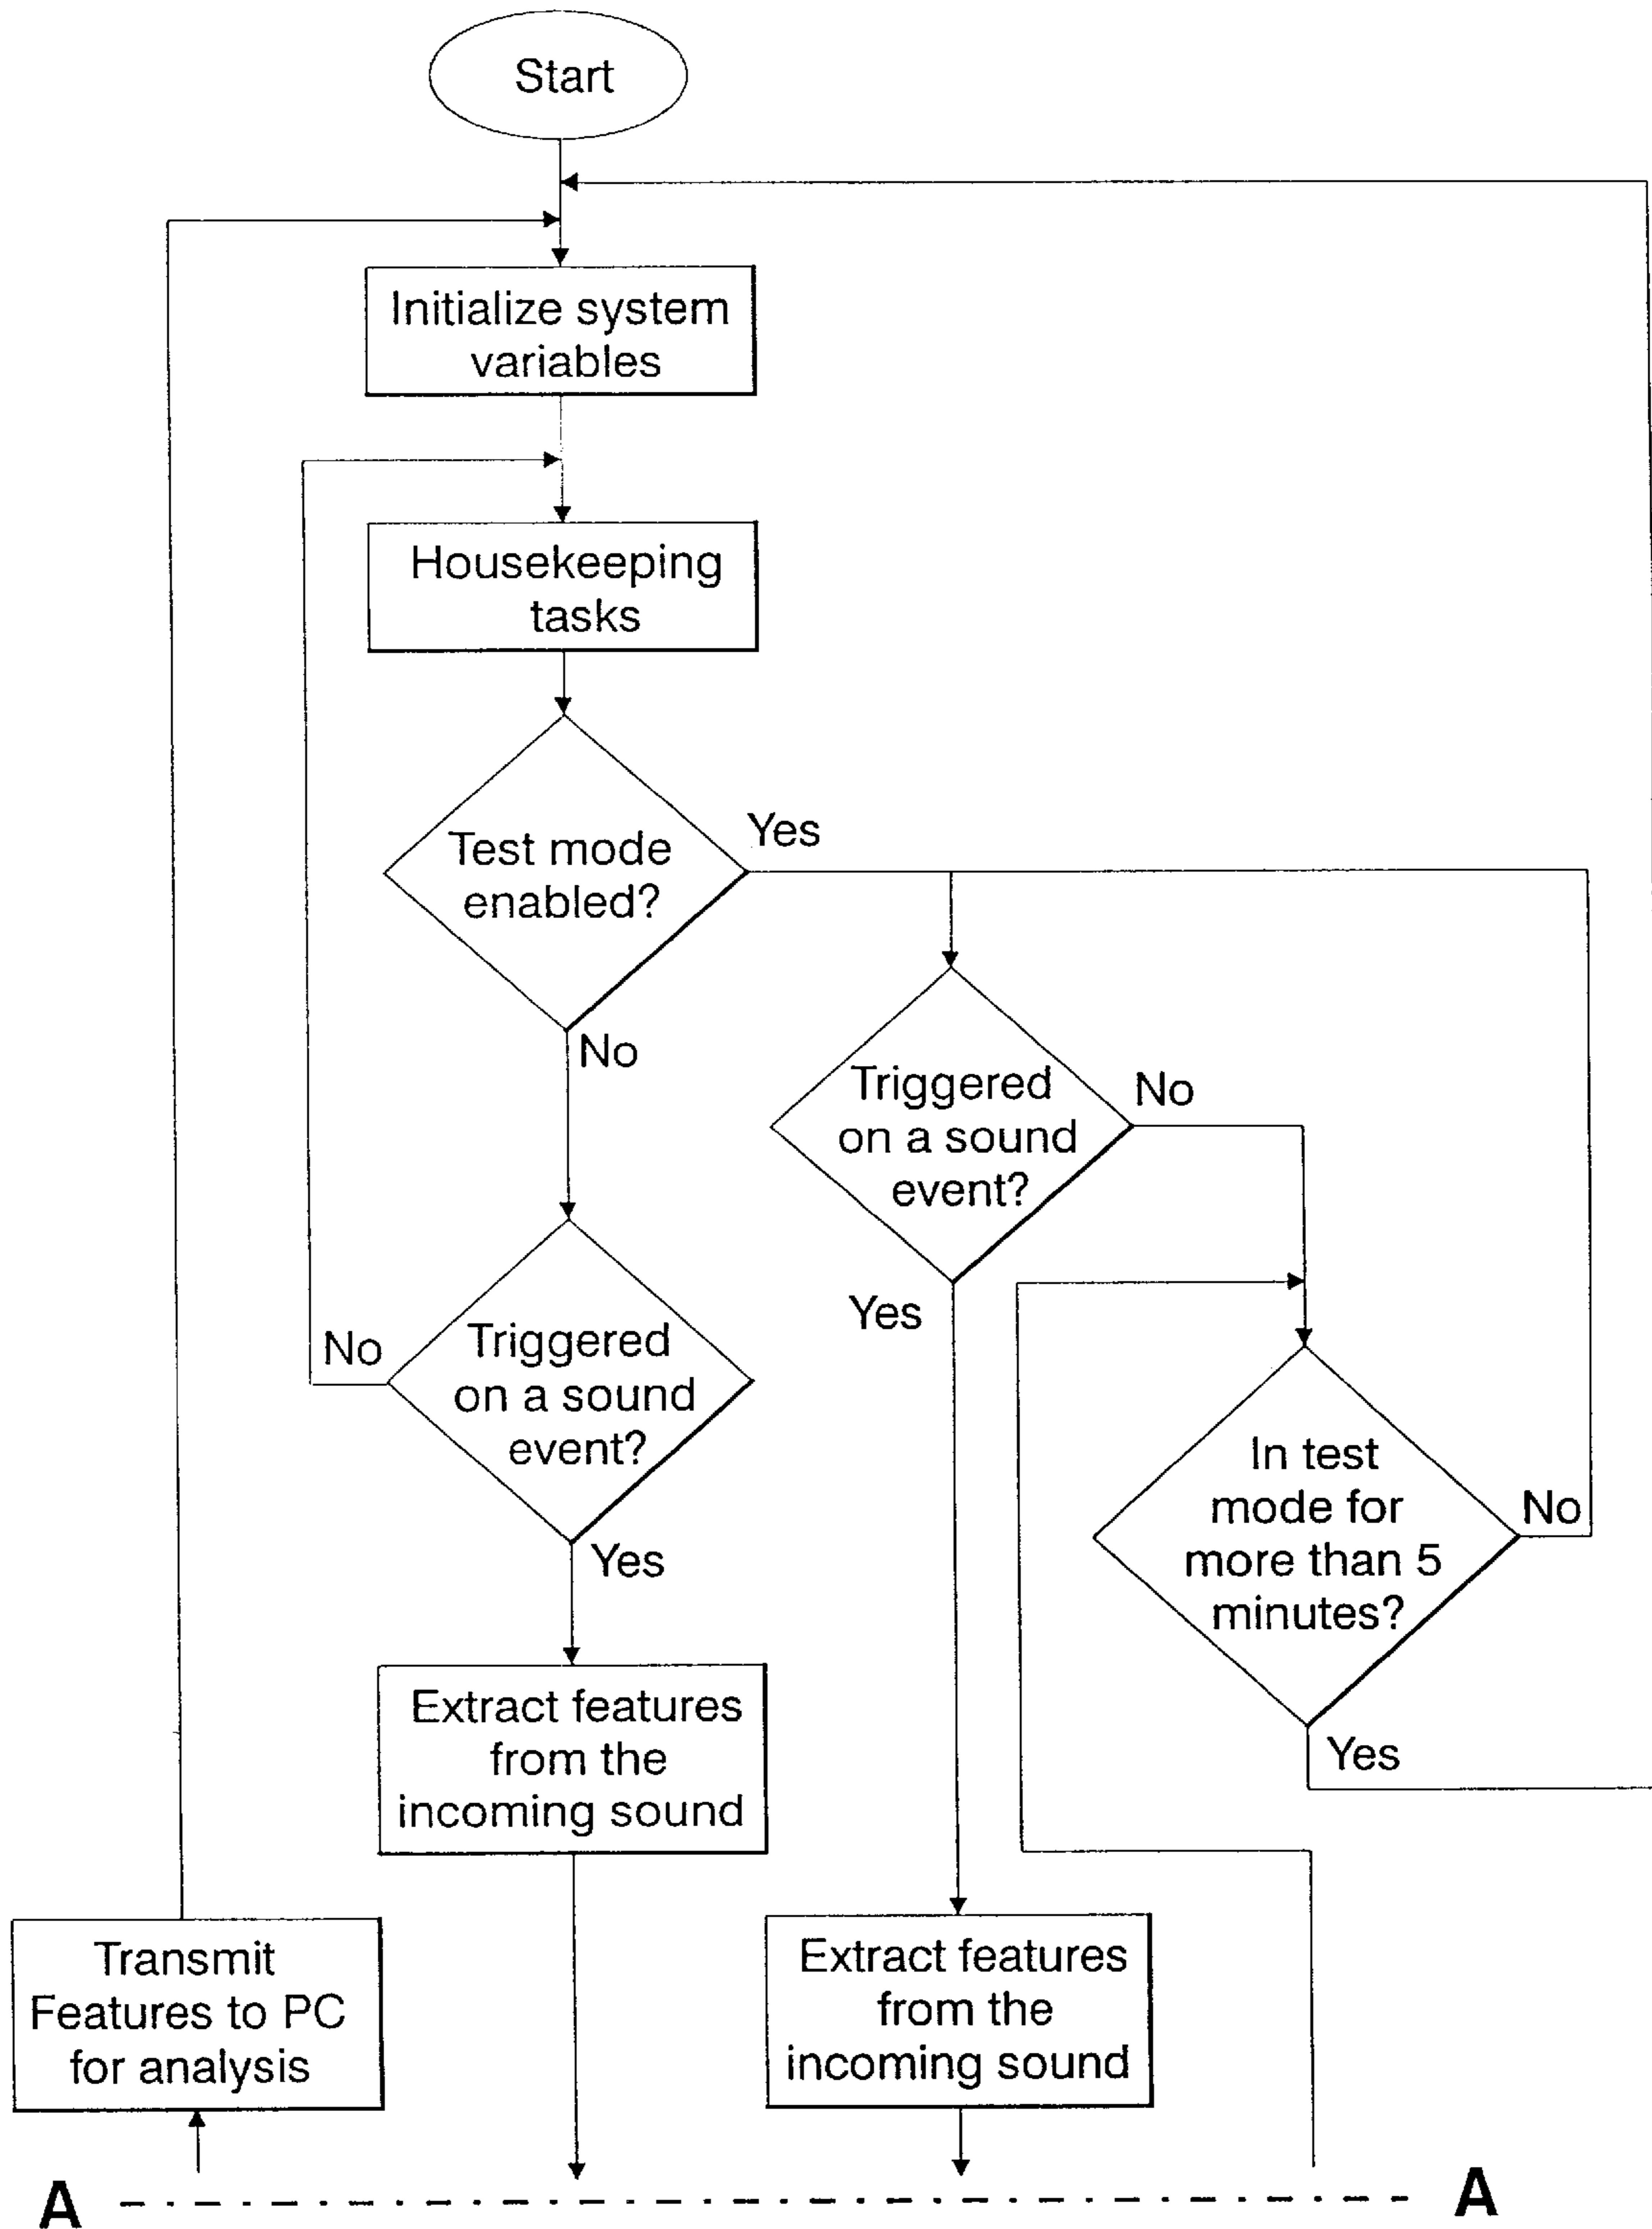 Start
Initialize system
variables
Housekeeping
tasks
Test mode
enabled?
Yes
No
Triggered
on a sound
event?
No
Yes
Triggered
on a sound
event?
No
Yes
In test
mode for
more than 5
minutes?
No
Yes
Extract features
from the
incoming sound
Transmit
Features to PC
for analysis
Extract features
from the
incoming sound
A
A